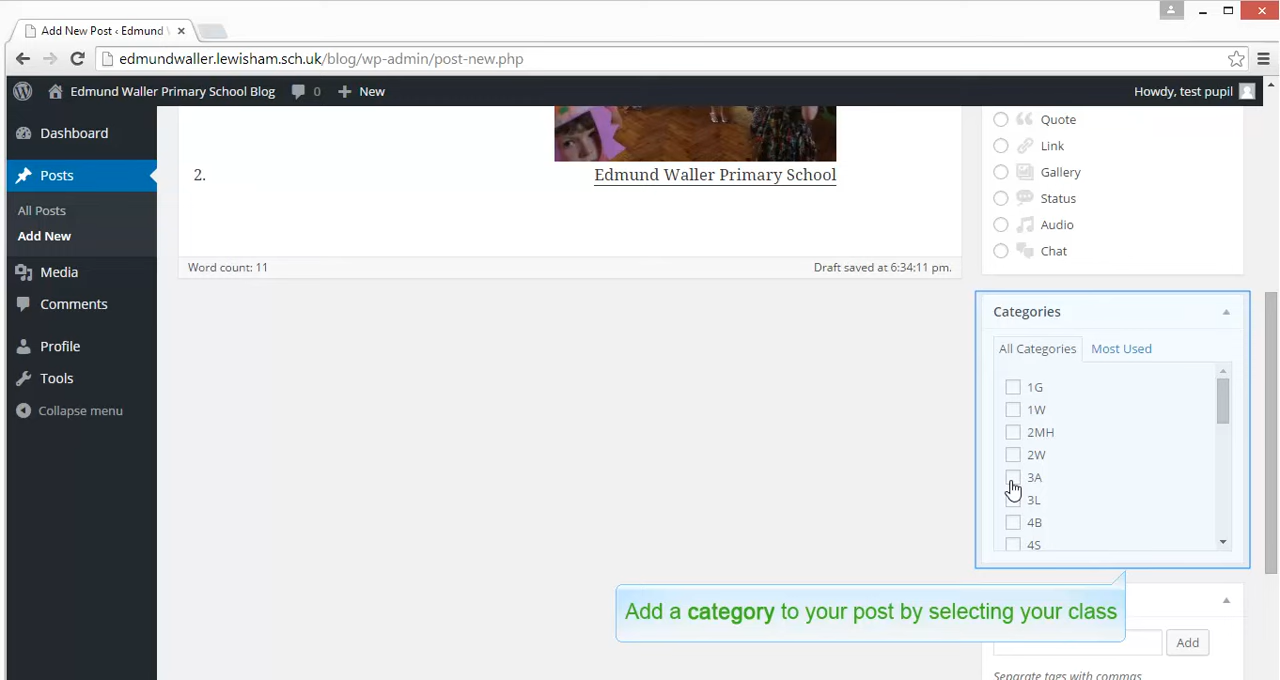 Add New Post ‹ Edmund W
edmundwaller.lewisham.sch.uk/blog/wp-admin/post-new.php
Edmund Waller Primary School Blog 0 New
Howdy, test pupil
Dashboard
Posts
All Posts
Add New
Media
Comments
Profile
Tools
Collapse menu
2.
Edmund Waller Primary School
Word count: 11
Draft saved at 6:34:11 pm.
Quote
Link
Gallery
Status
Audio
Chat
Categories
All Categories Most Used
1G
1W
2MH
2W
3A
3L
4B
4S
Add a category to your post by selecting your class
Add
Separate tags with commas